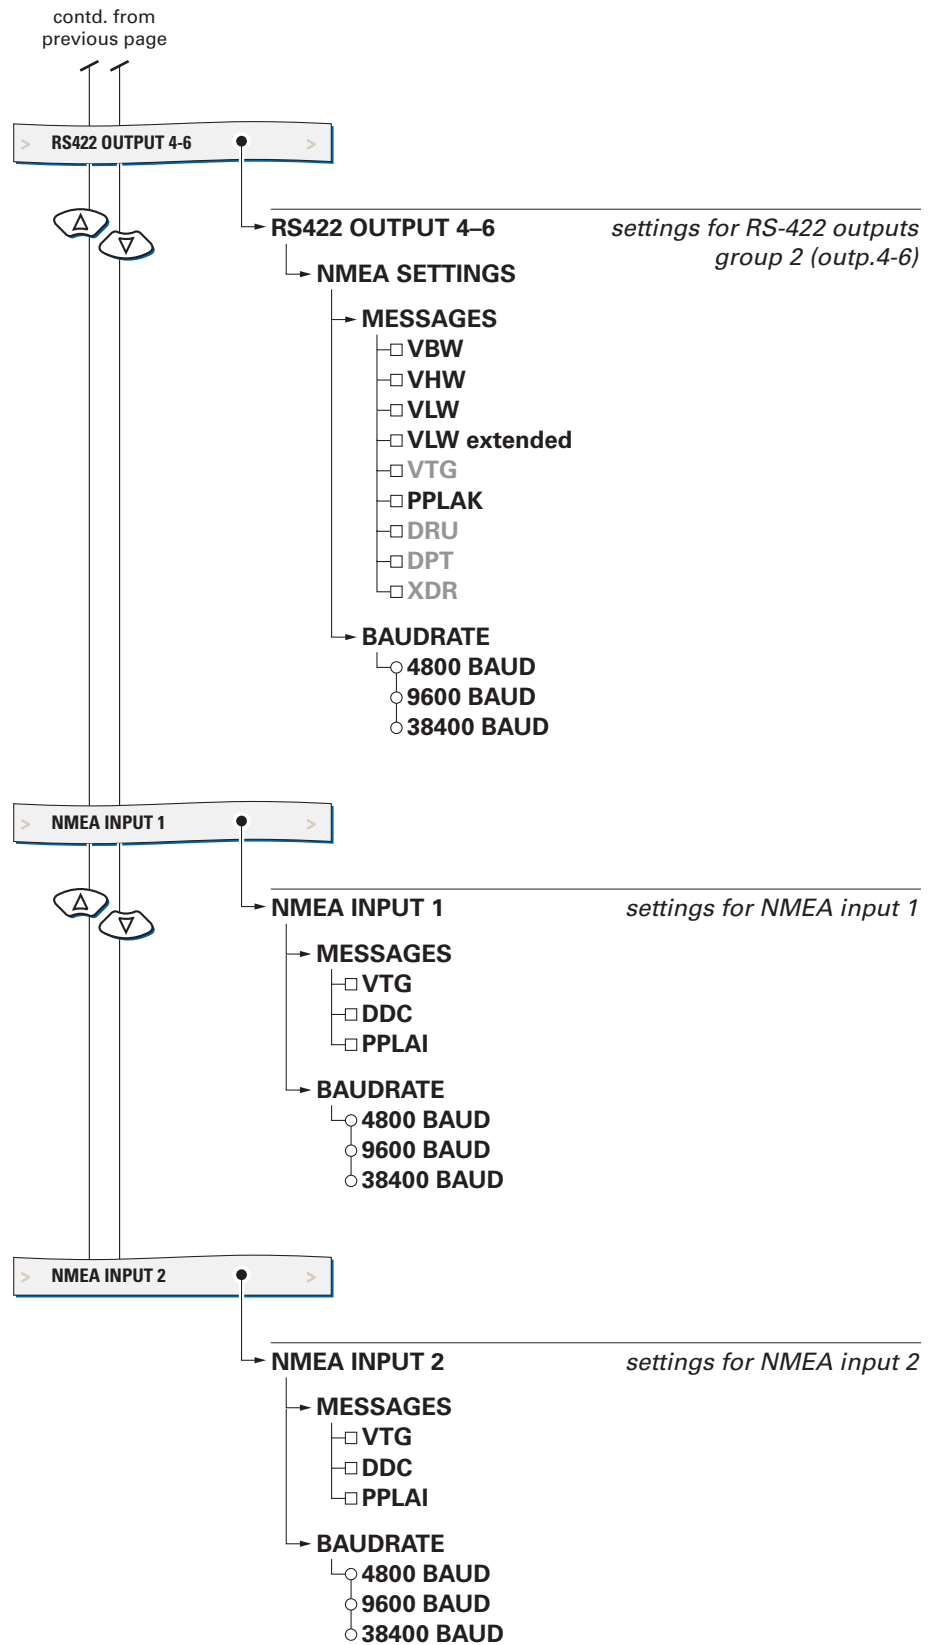 contd. from
previous page
> RS422 OUTPUT 4-6 >
RS422 OUTPUT 4–6 settings for RS-422 outputs
group 2 (outp.4-6)
NMEA SETTINGS
MESSAGES
VBW
VHW
VLW
VLW extended
VTG
PPLAK
DRU
DPT
XDR
BAUDRATE
4800 BAUD
9600 BAUD
38400 BAUD
> NMEA INPUT 1 >
NMEA INPUT 1 settings for NMEA input 1
MESSAGES
VTG
DDC
PPLAI
BAUDRATE
4800 BAUD
9600 BAUD
38400 BAUD
> NMEA INPUT 2 >
NMEA INPUT 2 settings for NMEA input 2
MESSAGES
VTG
DDC
PPLAI
BAUDRATE
4800 BAUD
9600 BAUD
38400 BAUD